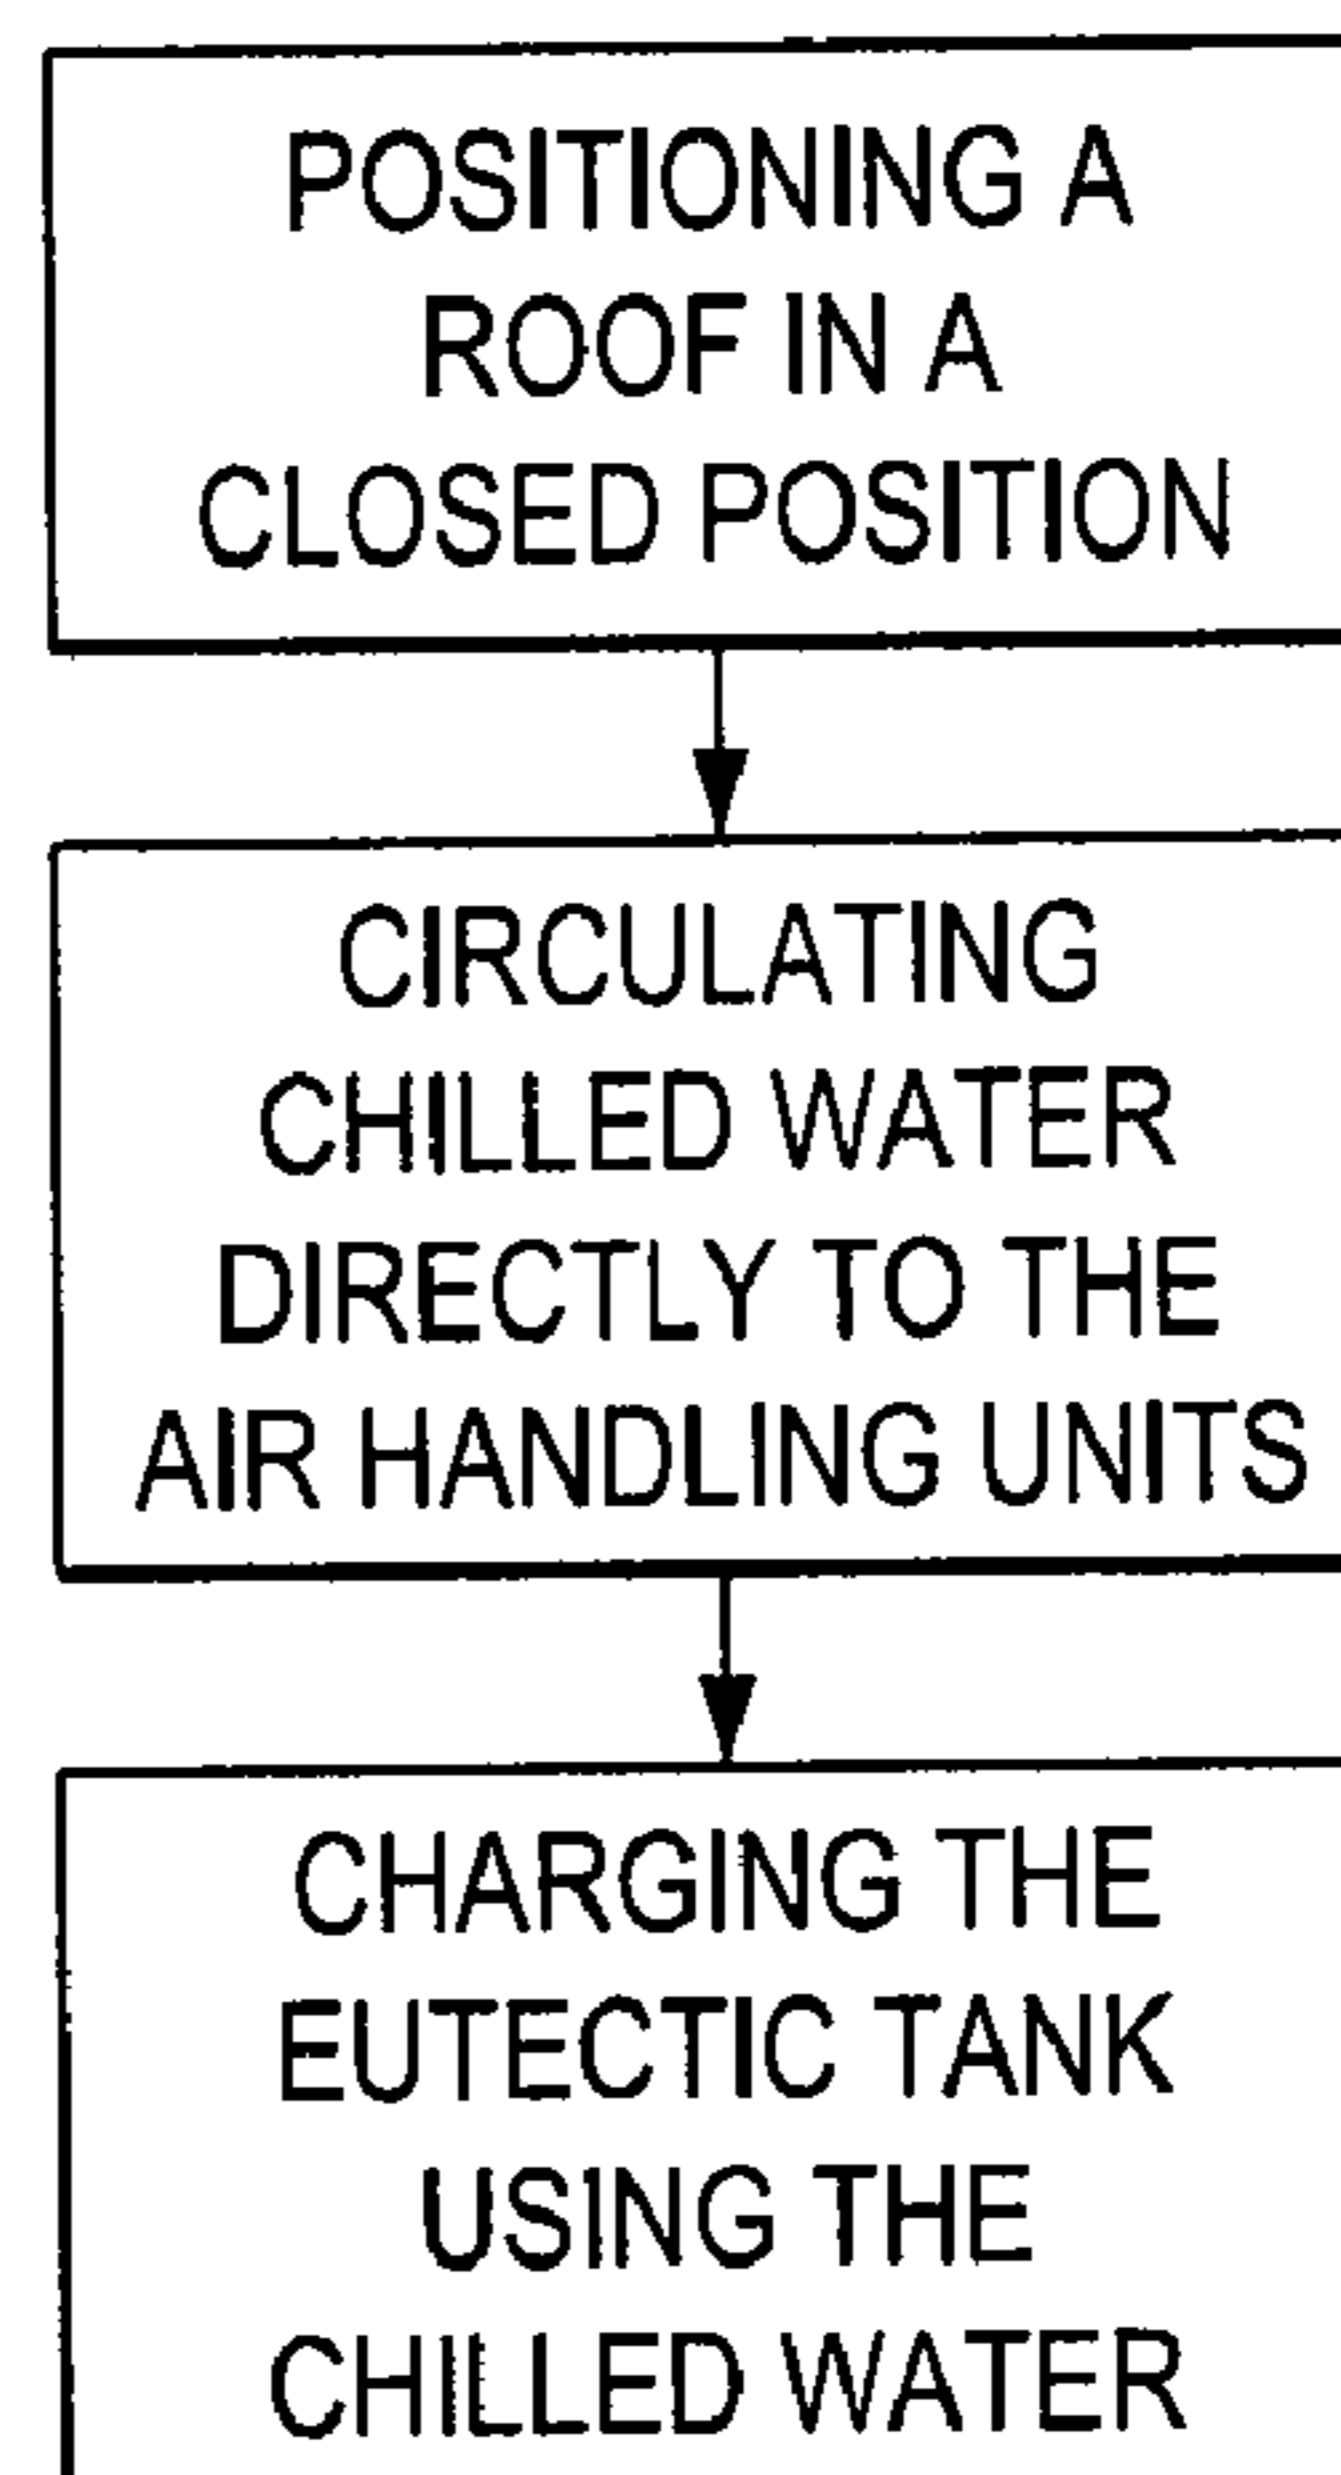 POSITIONING A
ROOF IN A
CLOSED POSITION
CIRCULATING
CHILLED WATER
DIRECTLY TO THE
AIR HANDLING UNITS
CHARGING THE
EUTECTIC TANK
USING THE
CHILLED WATER